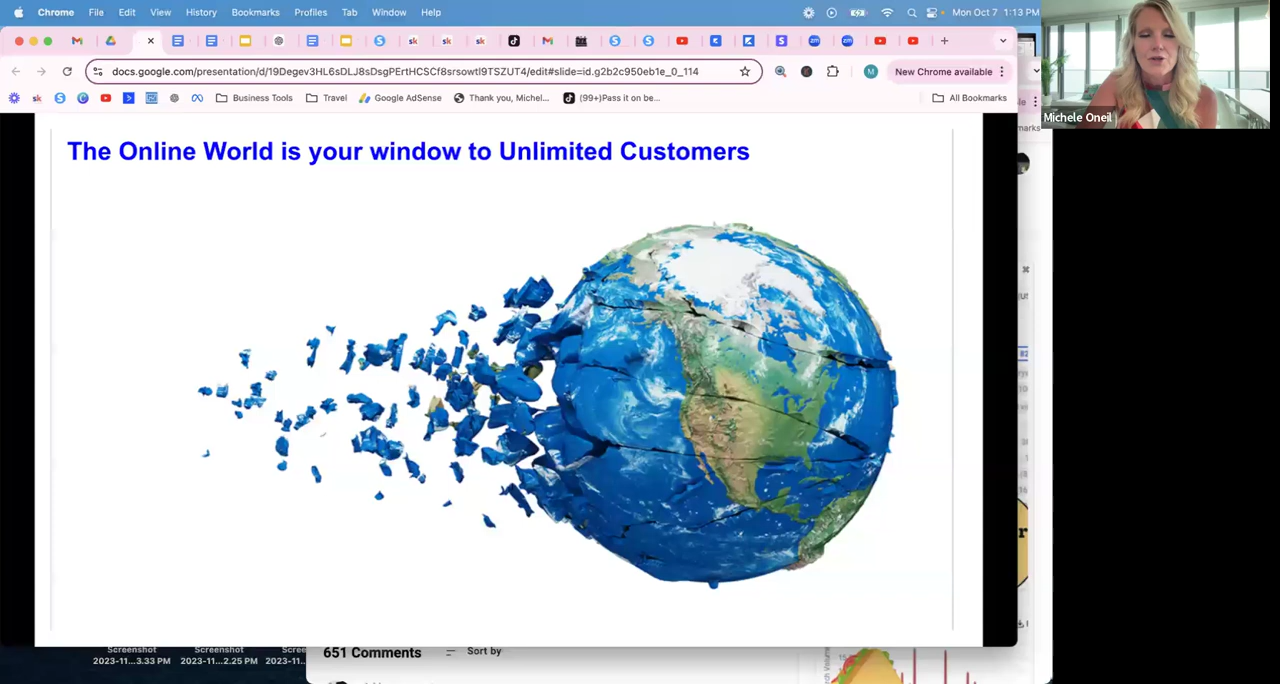 Chrome File Edit View History Bookmarks Profiles Tab Window Help Mon Oct 7 1:13 PM
docs.google.com/presentation/d/19Degev3HL6sDLJ8sDsgPErtHCSCf8srsowtl9TSZUT4/edit#slide=id.g2b2c950eb1e_0_114
New Chrome available
Business Tools Travel Google AdSense Thank you, Michel... (99+)Pass it on be... All Bookmarks
Michele Oneil
The Online World is your window to Unlimited Customers
Screenshot Screenshot
2023-11...3.33 PM 2023-11...2.25 PM 2023-11...
651 Comments Sort by